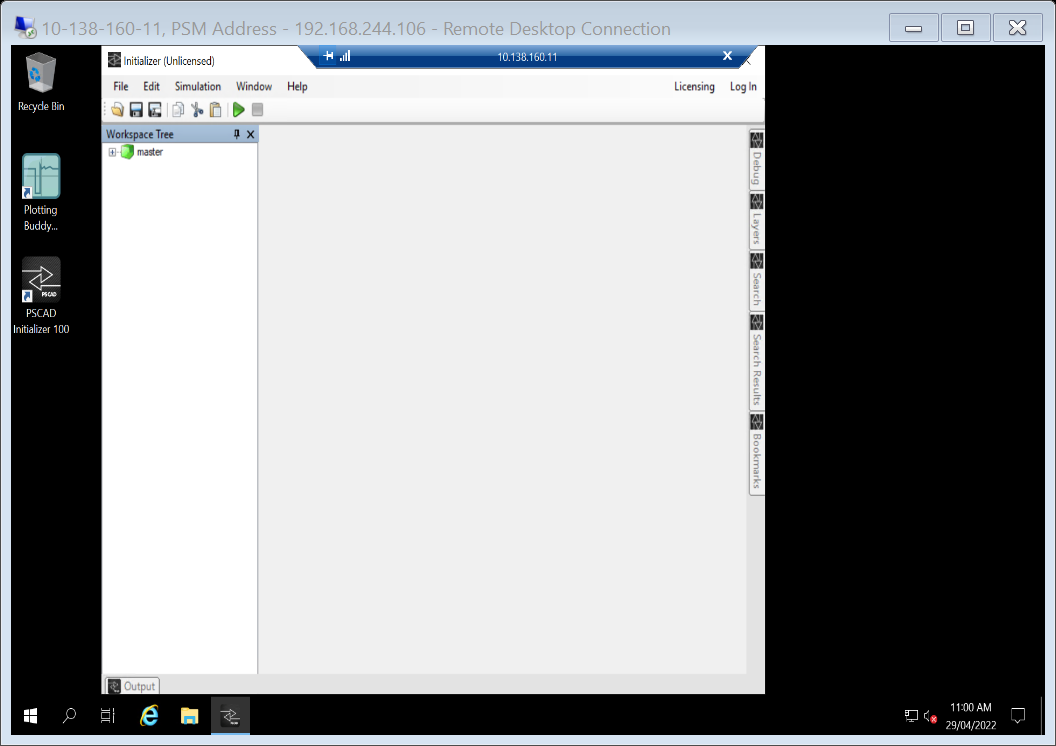 10-138-160-11, PSM Address - 192.168.244.106 - Remote Desktop Connection
Recycle Bin
Plotting
Buddy...
PSCAD
PSCAD
Initializer 100
Initializer (Unlicensed)
10.138.160.11
File Edit Simulation Window Help Licensing Log In
Workspace Tree
master
Debug
Layers
Search
Search Results
Bookmarks
Output
11:00 AM
29/04/2022